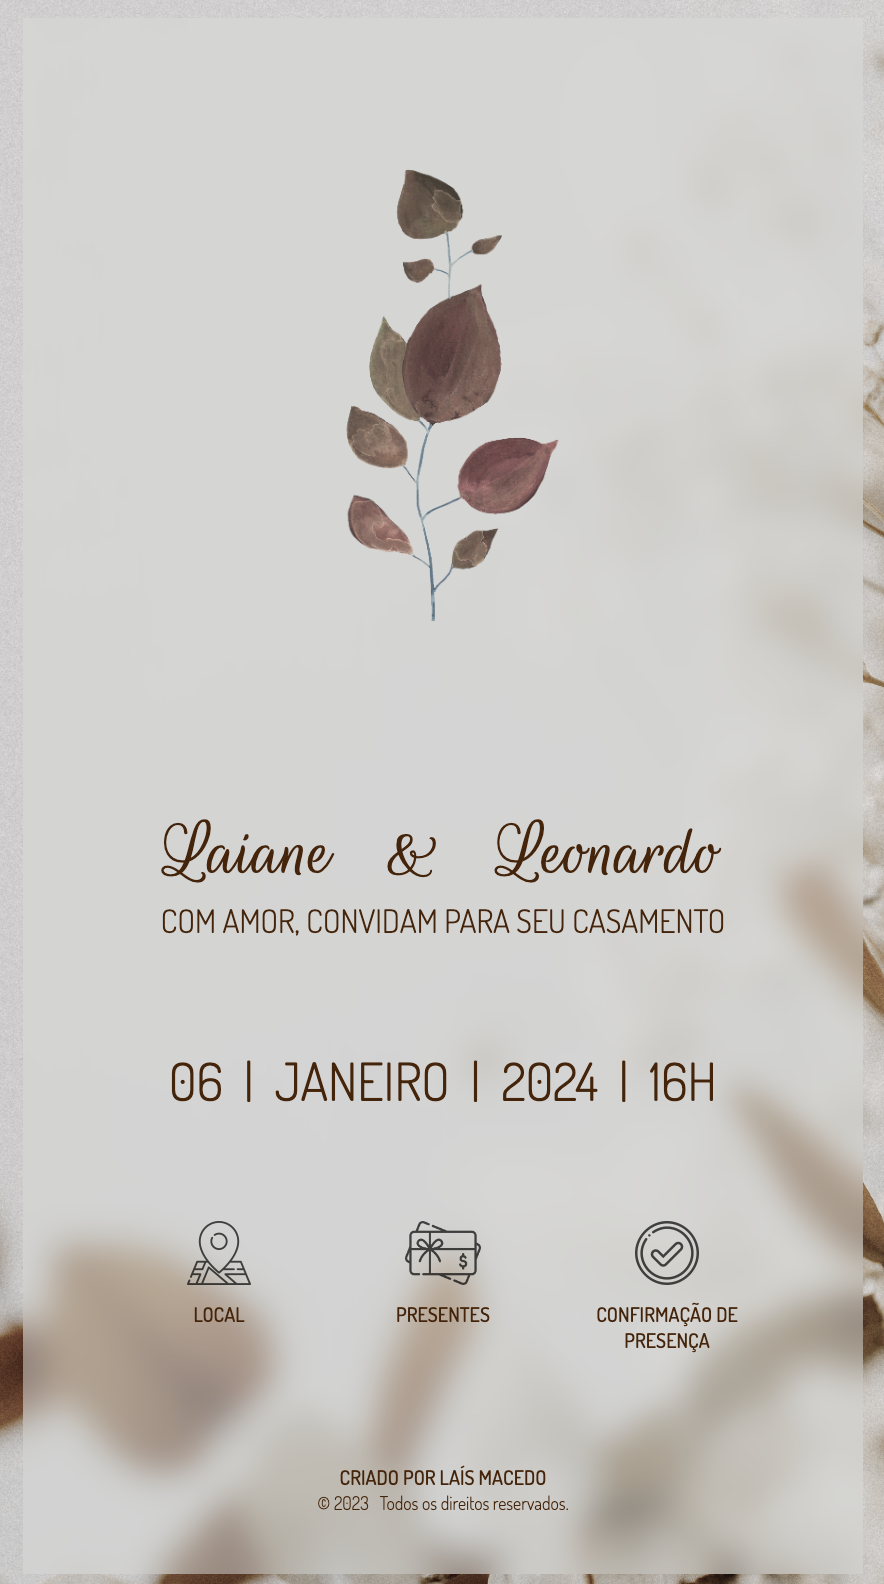 Laiane & Leonardo
COM AMOR, CONVIDAM PARA SEU CASAMENTO
06 | JANEIRO | 2024 | 16H
$
LOCAL
PRESENTES
CONFIRMAÇÃO DE
PRESENÇA
CRIADO POR LAÍS MACEDO
© 2023 Todos os direitos reservados.